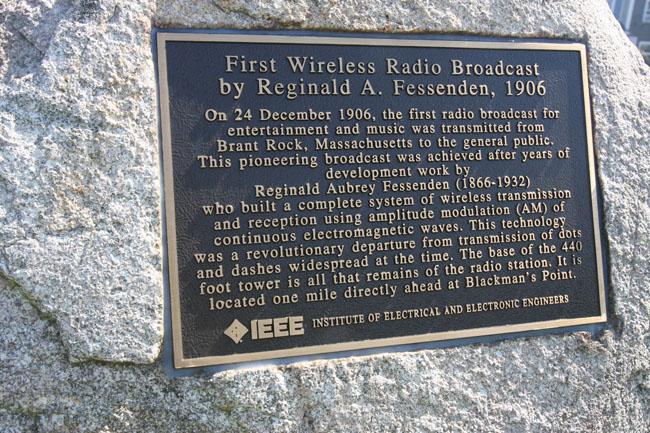 First Wireless Radio Broadcast
by Reginald A. Fessenden, 1906
On 24 December 1906, the first radio broadcast for
entertainment and music was transmitted from
Brant Rock, Massachusetts to the general public.
This pioneering broadcast was achieved after years of
development work by
Reginald Aubrey Fessenden (1866-1932)
who built a complete system of wireless transmission
and reception using amplitude modulation (AM) of
continuous electromagnetic waves. This technology
was a revolutionary departure from transmission of dots
and dashes widespread at the time. The base of the 440
foot tower is all that remains of the radio station. It is
located one mile directly ahead at Blackman's Point.
IEEE INSTITUTE OF ELECTRICAL AND ELECTRONIC ENGINEERS